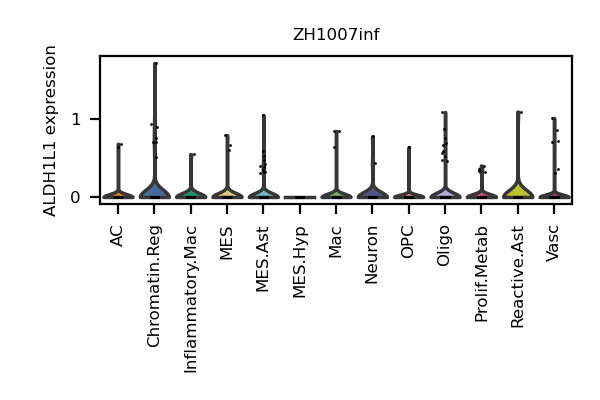 ZH1007inf
ALDH1L1 expression
1
0
AC
Chromatin.Reg
Inflammatory.Mac
MES
MES.Ast
MES.Hyp
Mac
Neuron
OPC
Oligo
Prolif.Metab
Reactive.Ast
Vasc